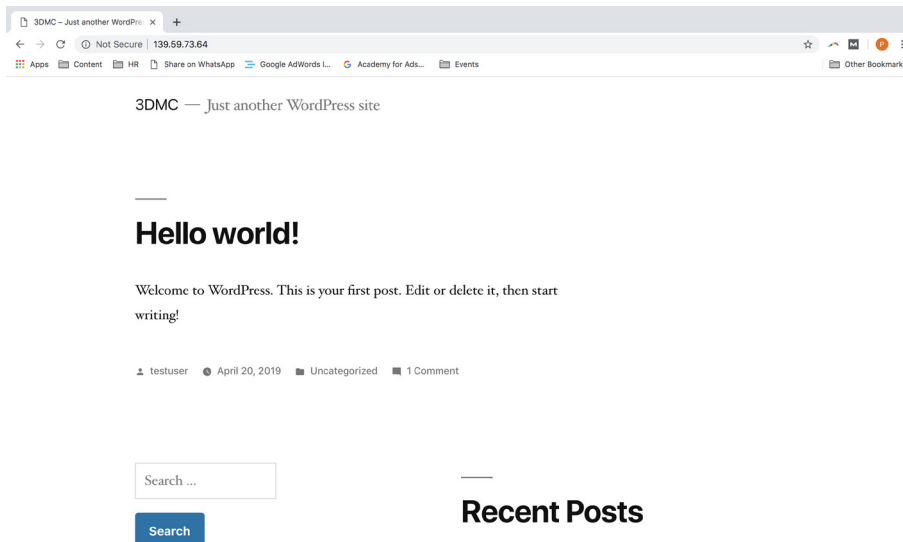 3DMC – Just another WordPres
Not Secure | 139.59.73.64
P
Apps Content HR Share on WhatsApp Google AdWords I... Academy for Ads... Events Other Bookmark
3DMC — Just another WordPress site
Hello world!
Welcome to WordPress. This is your first post. Edit or delete it, then start
writing!
testuser April 20, 2019 Uncategorized 1 Comment
Search ...
Search
Recent Posts